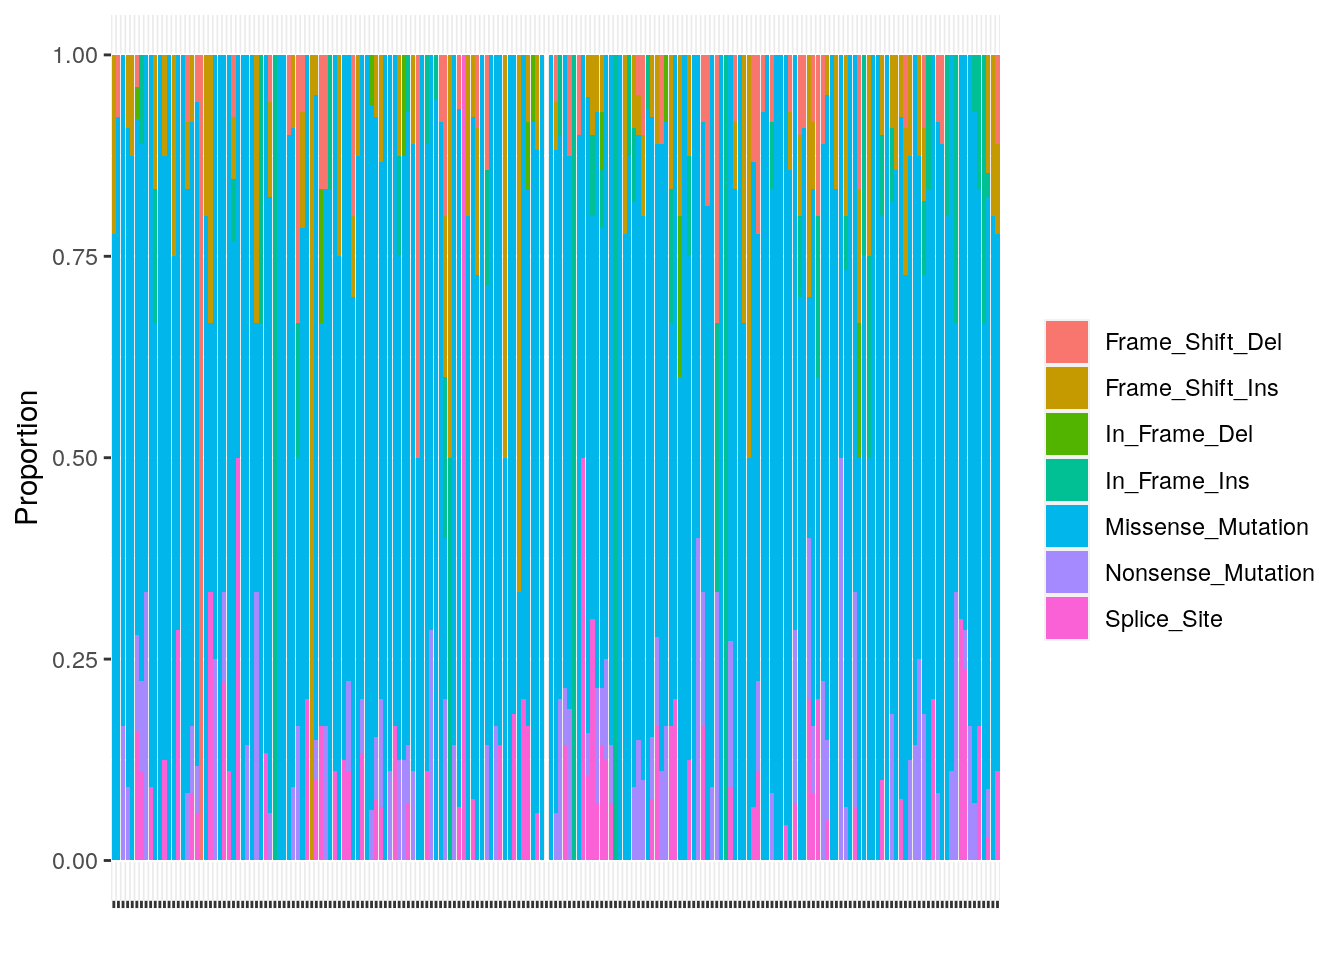 1.00
0.75
0.50
0.25
0.00
Proportion
Frame_Shift_Del
Frame_Shift_Ins
In_Frame_Del
In_Frame_Ins
Missense_Mutation
Nonsense_Mutation
Splice_Site